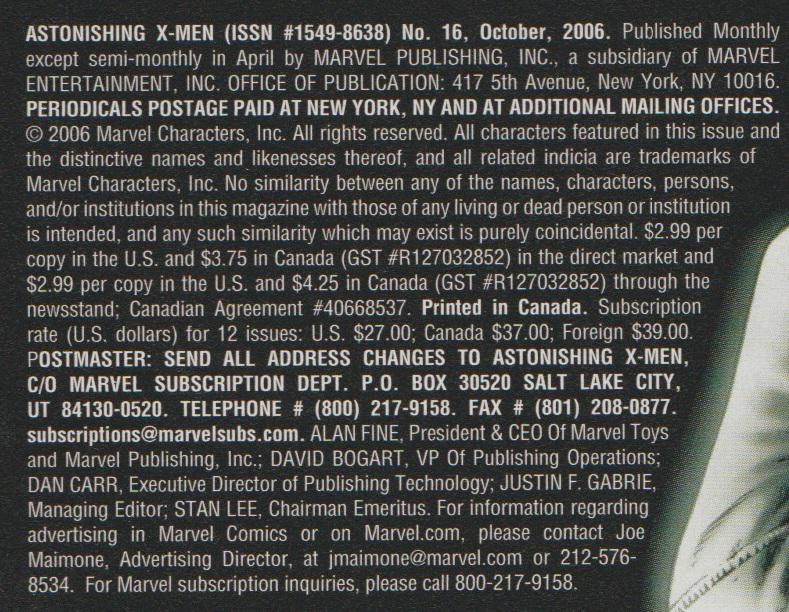 ASTONISHING X-MEN (ISSN #1549-8638) No. 16, October, 2006. Published Monthly
except semi-monthly in April by MARVEL PUBLISHING, INC., a subsidiary of MARVEL
ENTERTAINMENT, INC. OFFICE OF PUBLICATION: 417 5th Avenue, New York, NY 10016.
PERIODICALS POSTAGE PAID AT NEW YORK, NY AND AT ADDITIONAL MAILING OFFICES.
© 2006 Marvel Characters, Inc. All rights reserved. All characters featured in this issue and
the distinctive names and likenesses thereof, and all related indicia are trademarks of
Marvel Characters, Inc. No similarity between any of the names, characters, persons,
and/or institutions in this magazine with those of any living or dead person or institution
is intended, and any such similarity which may exist is purely coincidental. $2.99 per
copy in the U.S. and $3.75 in Canada (GST #R127032852) in the direct market and
$2.99 per copy in the U.S. and $4.25 in Canada (GST #R127032852) through the
newsstand; Canadian Agreement #40668537. Printed in Canada. Subscription
rate (U.S. dollars) for 12 issues: U.S. $27.00; Canada $37.00; Foreign $39.00.
POSTMASTER: SEND ALL ADDRESS CHANGES TO ASTONISHING X-MEN,
C/O MARVEL SUBSCRIPTION DEPT. P.O. BOX 30520 SALT LAKE CITY,
UT 84130-0520. TELEPHONE # (800) 217-9158. FAX # (801) 208-0877.
subscriptions@marvelsubs.com. ALAN FINE, President & CEO Of Marvel Toys
and Marvel Publishing, Inc.; DAVID BOGART, VP Of Publishing Operations;
DAN CARR, Executive Director of Publishing Technology; JUSTIN F. GABRIE,
Managing Editor; STAN LEE, Chairman Emeritus. For information regarding
advertising in Marvel Comics or on Marvel.com, please contact Joe
Maimone, Advertising Director, at jmaimone@marvel.com or 212-576-
8534. For Marvel subscription inquiries, please call 800-217-9158.